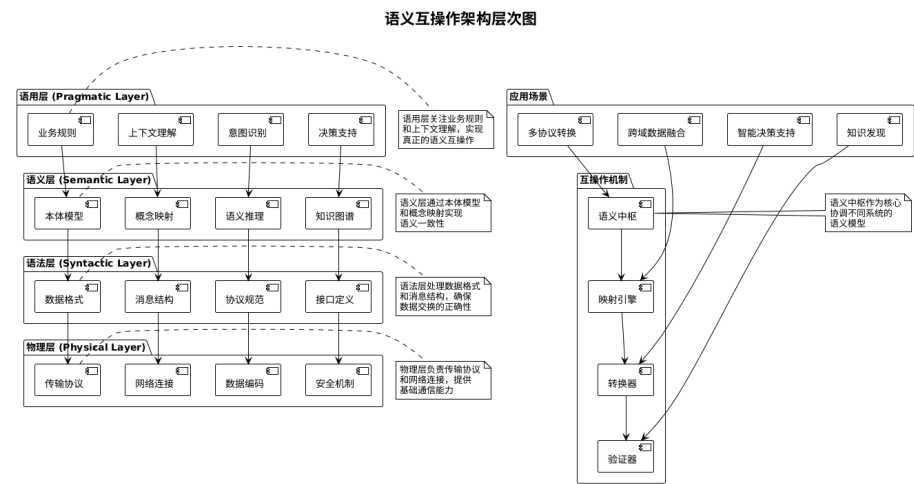 语义互操作架构层次图
语用层 (Pragmatic Layer)
业务规则
上下文理解
意图识别
决策支持
语用层关注业务规则
和上下文理解，实现
真正的语义互操作
语义层 (Semantic Layer)
本体模型
概念映射
语义推理
知识图谱
语义层通过本体模型
和概念映射实现
语义一致性
语法层 (Syntactic Layer)
数据格式
消息结构
协议规范
接口定义
语法层处理数据格式
和消息结构，确保
数据交换的正确性
物理层 (Physical Layer)
传输协议
网络连接
数据编码
安全机制
物理层负责传输协议
和网络连接，提供
基础通信能力
应用场景
多协议转换
跨域数据融合
智能决策支持
知识发现
互操作机制
语义中枢
映射引擎
转换器
验证器
语义中枢作为核心
协调不同系统的
语义模型